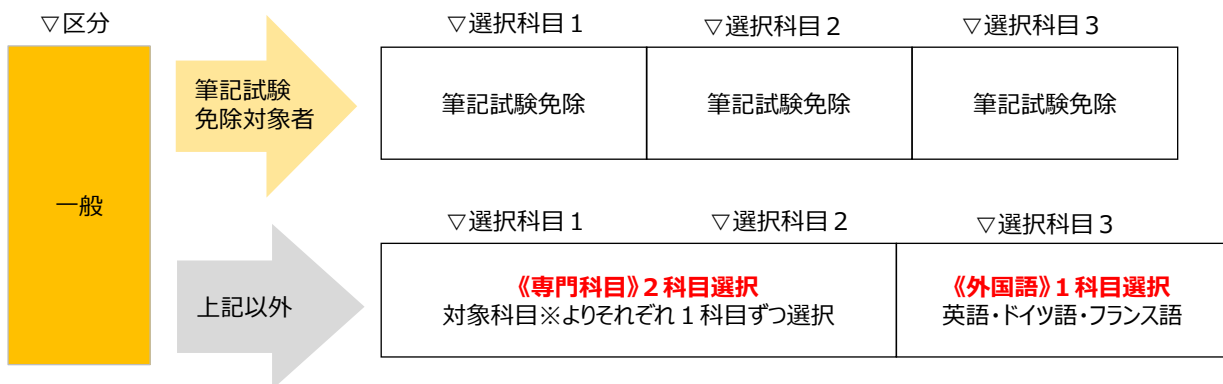 ▽区分
▽選択科目1
▽選択科目2
▽選択科目3
筆記試験
免除対象者
筆記試験免除
筆記試験免除
筆記試験免除
一般
▽選択科目1
▽選択科目2
▽選択科目3
上記以外
《専門科目》2科目選択
対象科目※よりそれぞれ1科目ずつ選択
《外国語》1科目選択
英語・ドイツ語・フランス語